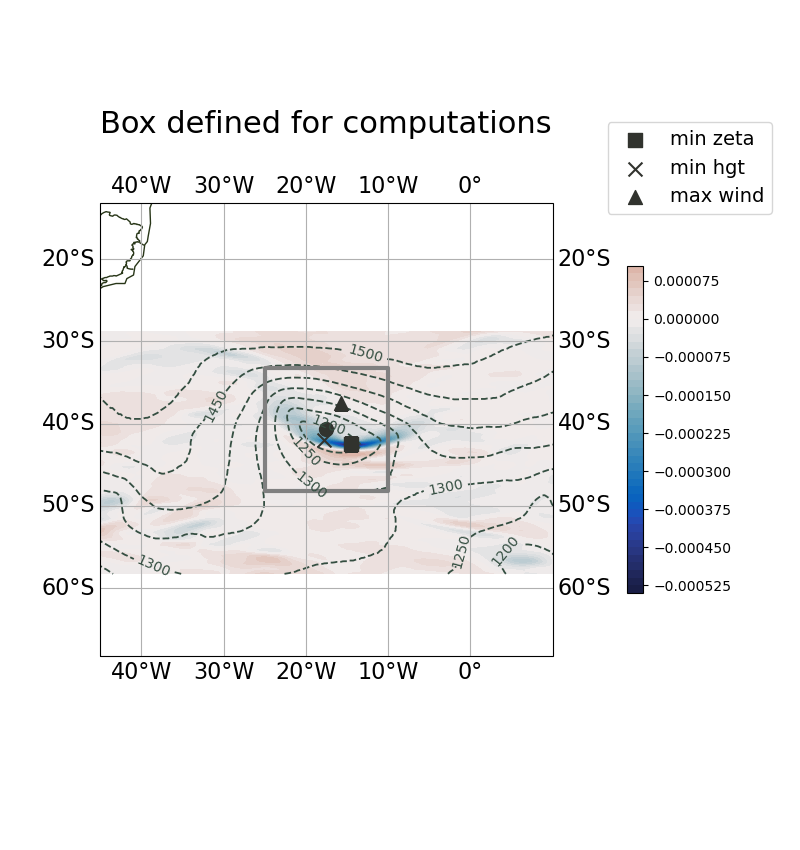 Box defined for computations
min zeta
min hgt
max wind
40°W 30°W 20°W 10°W 0°
20°S 20°S
30°S 30°S
40°S 40°S
50°S 50°S
60°S 60°S
40°W 30°W 20°W 10°W 0°
1500
1450
1200
1250
1300
1300
1250
1200
1300
0.000075
0.000000
−0.000075
−0.000150
−0.000225
−0.000300
−0.000375
−0.000450
−0.000525